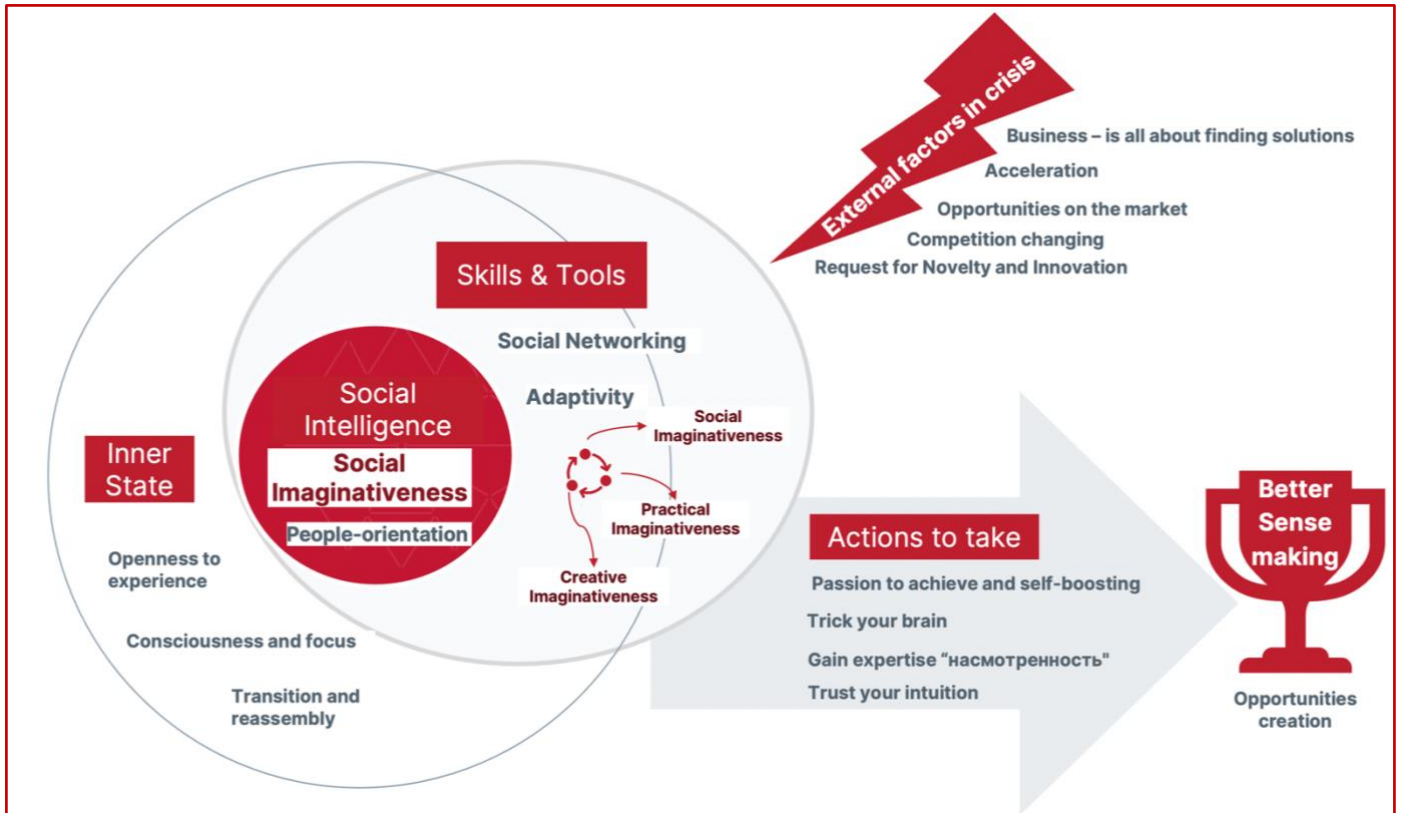 External factors in crisis
Business – is all about finding solutions
Acceleration
Opportunities on the market
Competition changing
Request for Novelty and Innovation
Skills & Tools
Social Networking
Adaptivity
Social
Imaginativeness
Practical
Imaginativeness
Creative
Imaginativeness
Social
Intelligence
Social
Imaginativeness
People-orientation
Inner
State
Openness to
experience
Consciousness and focus
Transition and
reassembly
Actions to take
Passion to achieve and self-boosting
Trick your brain
Gain expertise “насмотренность"
Trust your intuition
Better
Sense
making
Opportunities
creation